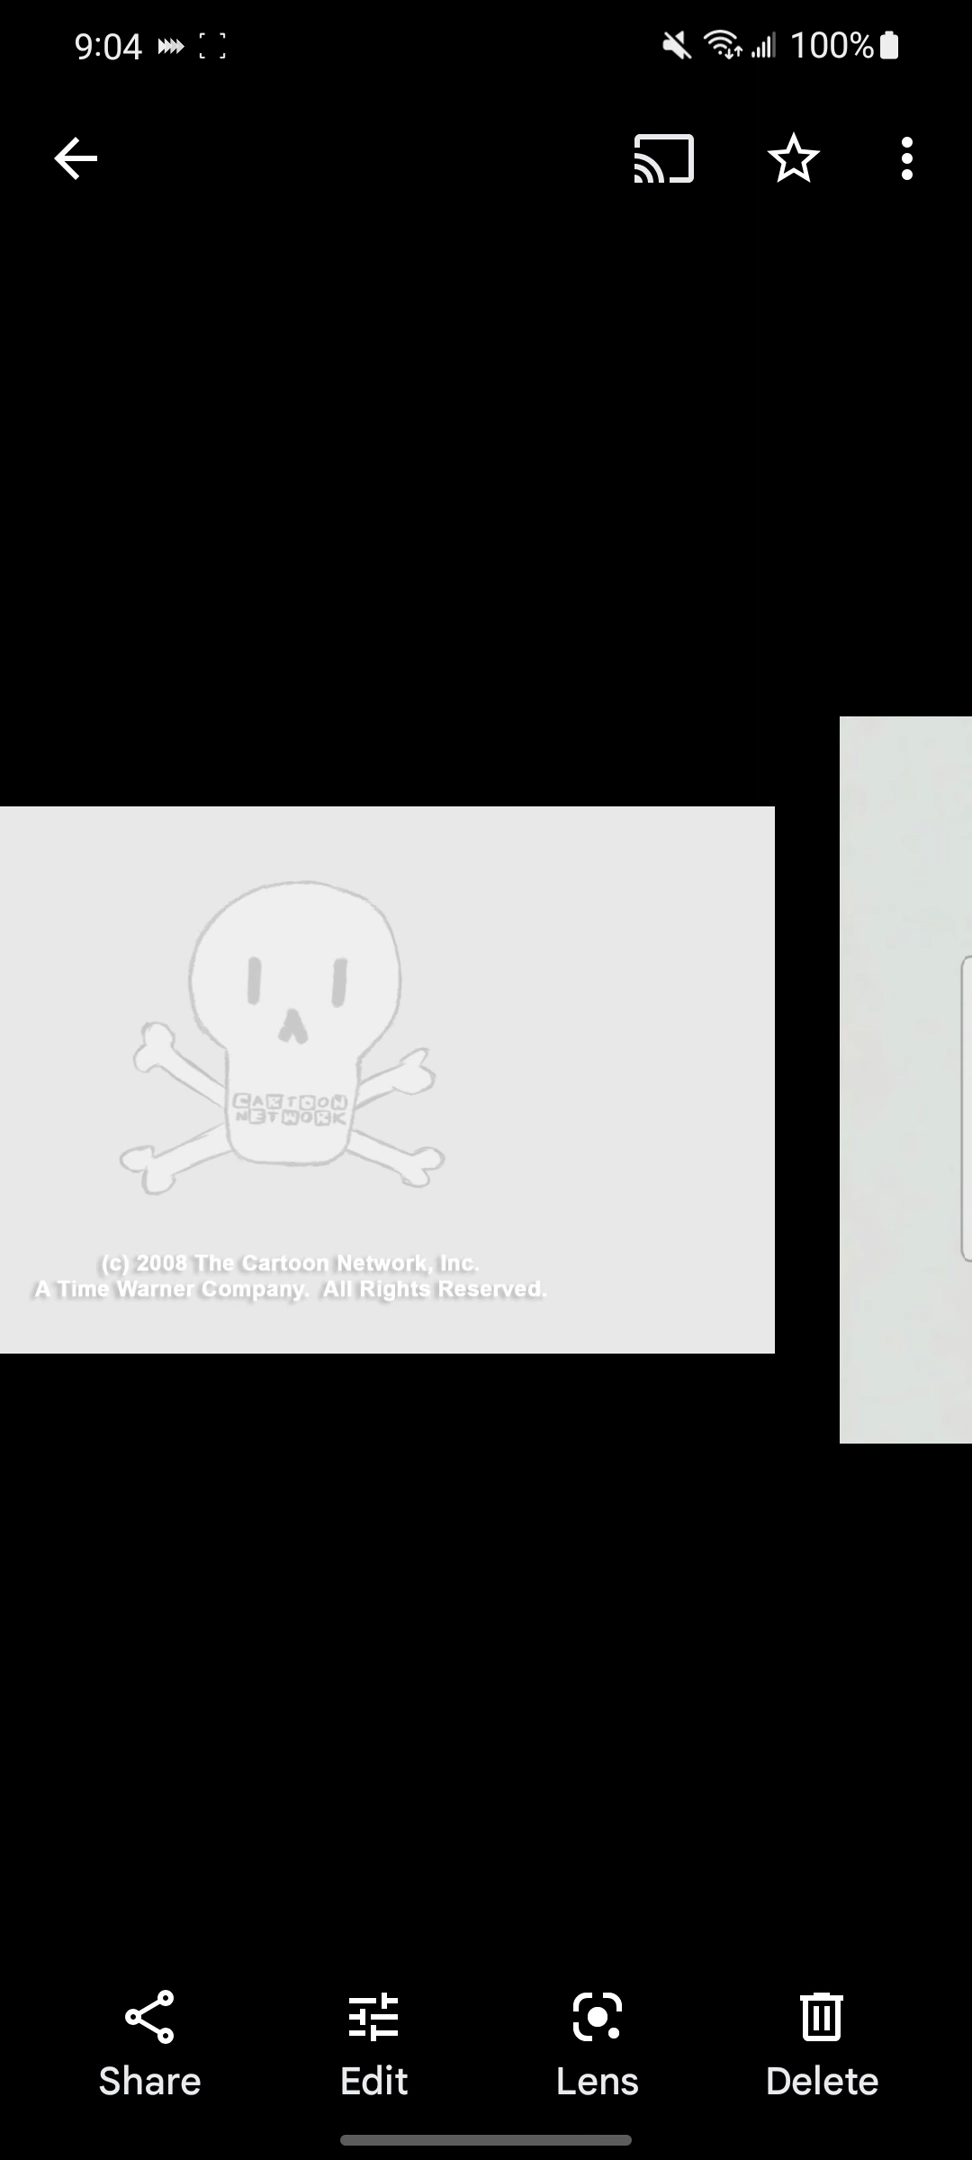 9:04
100%
CARTOON
NETWORK
(c) 2008 The Cartoon Network, Inc.
A Time Warner Company.  All Rights Reserved.
Share
Edit
Lens
Delete